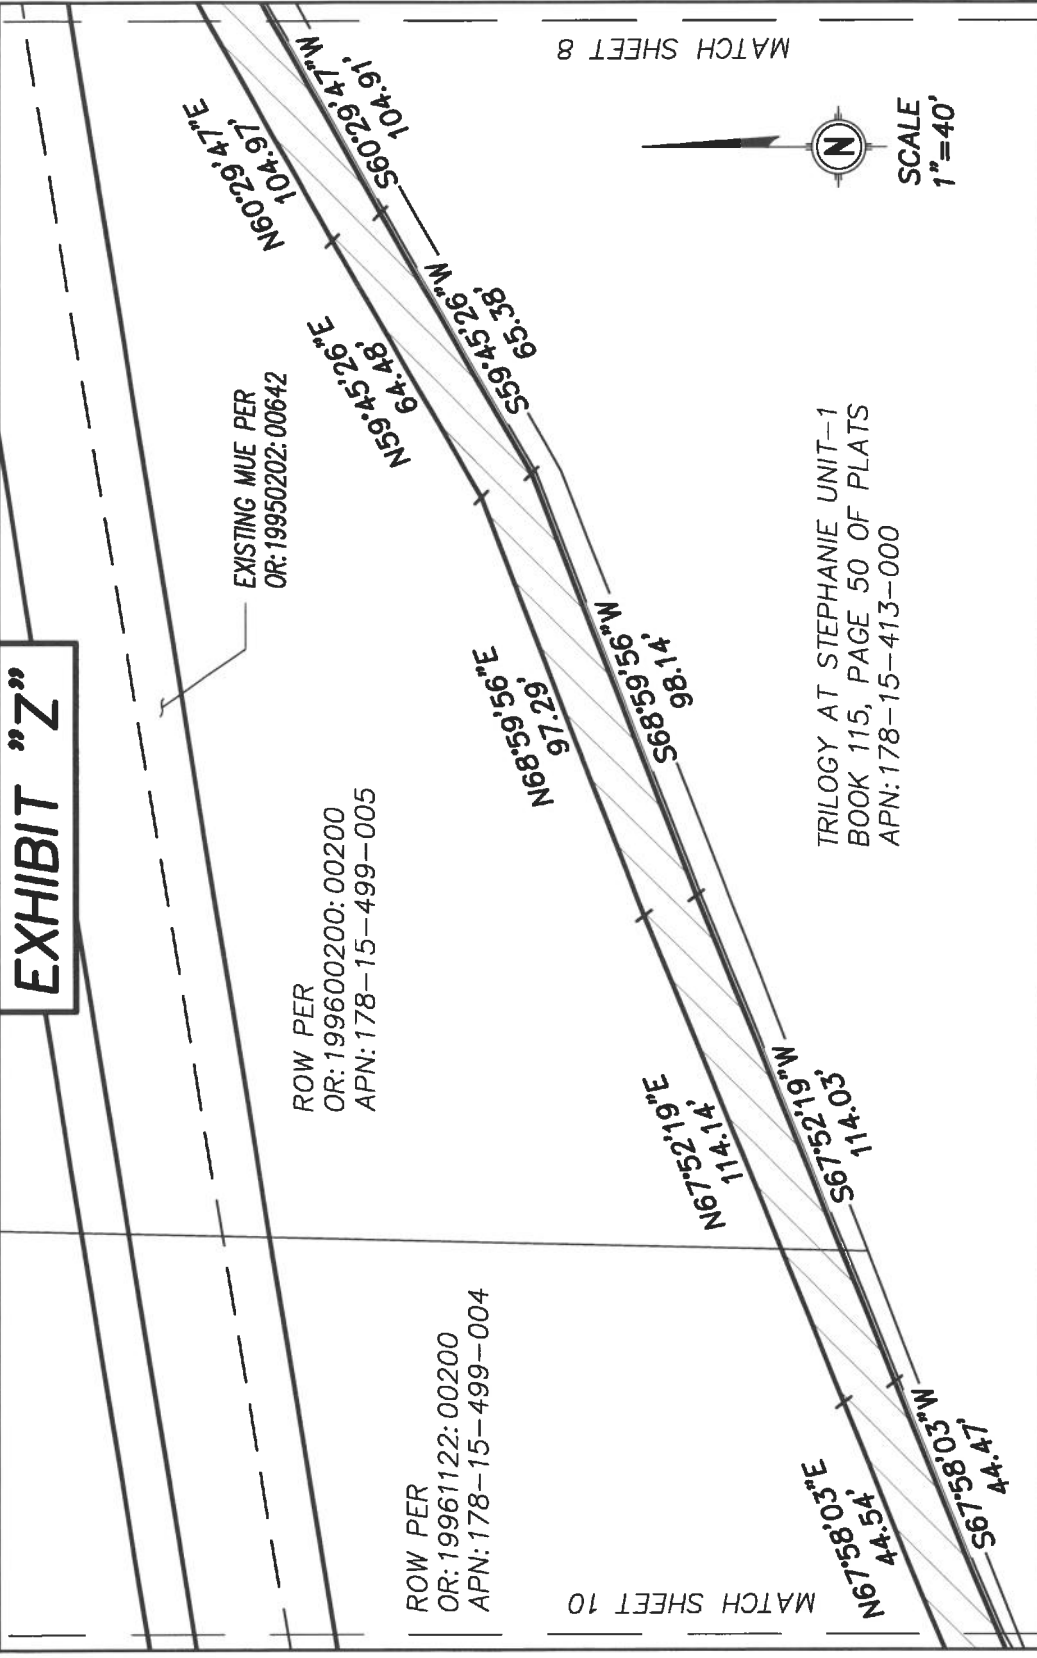 EXHIBIT "Z"
EXISTING MUE PER
OR:19950202:00642
ROW PER
OR:19960200:00200
APN:178-15-499-005
ROW PER
OR:19961122:00200
APN:178-15-499-004
N60°29'47"E
104.97'
S60°29'47"W
104.91'
N59°45'26"E
64.48'
S59°45'26"W
65.38'
N68°59'56"E
97.29'
S68°59'56"W
98.14'
N67°52'19"E
114.14'
S67°52'19"W
114.03'
N67°58'03"E
44.54'
S67°58'03"W
44.47'
TRILOGY AT STEPHANIE UNIT-1
BOOK 115, PAGE 50 OF PLATS
APN:178-15-413-000
MATCH SHEET 8
MATCH SHEET 10
N
SCALE
1"=40'